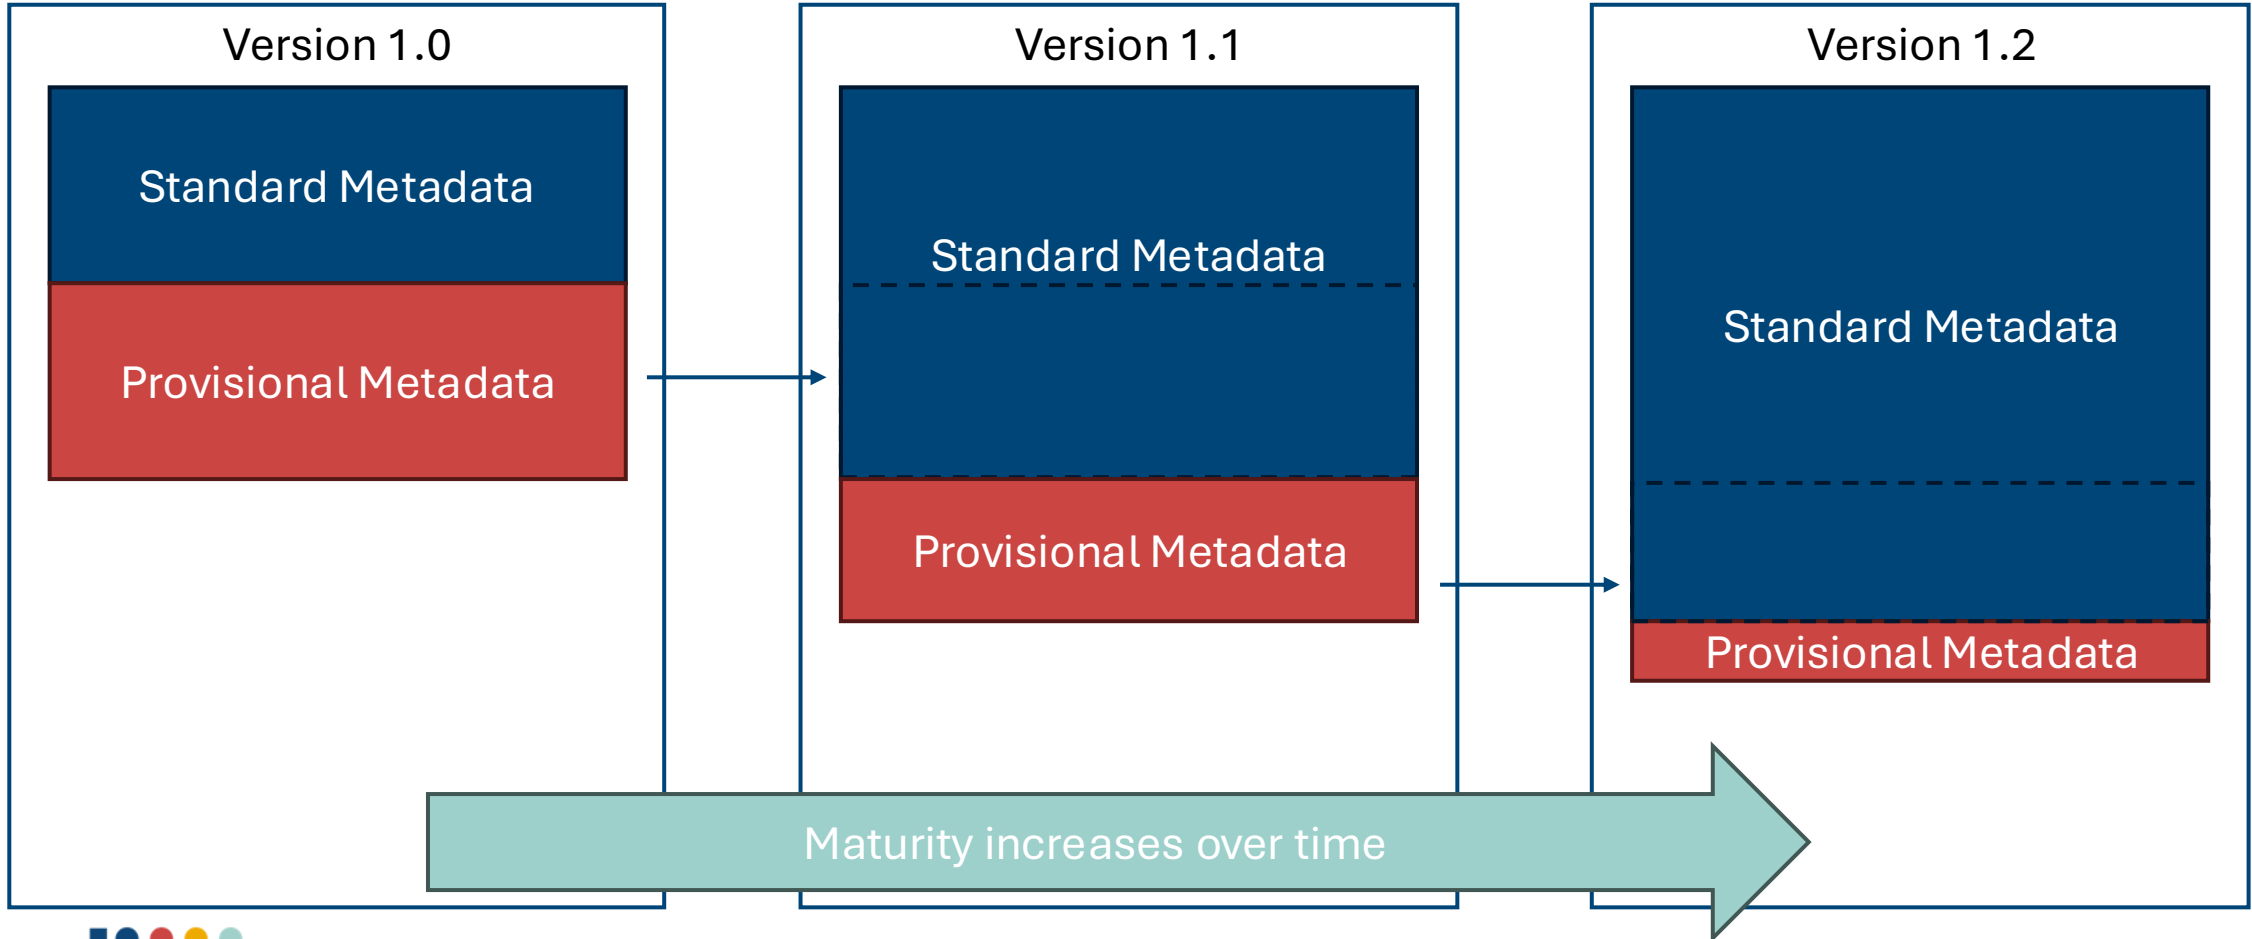 Version 1.0
Standard Metadata
Provisional Metadata
Version 1.1
Standard Metadata
Provisional Metadata
Version 1.2
Standard Metadata
Provisional Metadata
Maturity increases over time